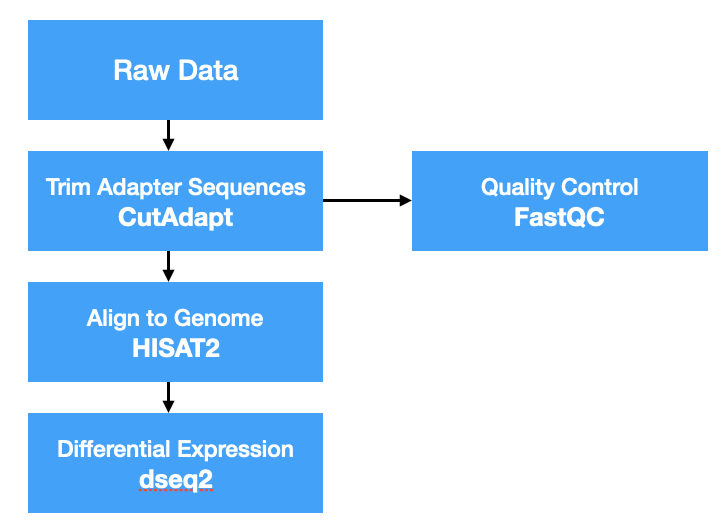 Raw Data
Trim Adapter Sequences
CutAdapt
Quality Control
FastQC
Align to Genome
HISAT2
Differential Expression
dseq2